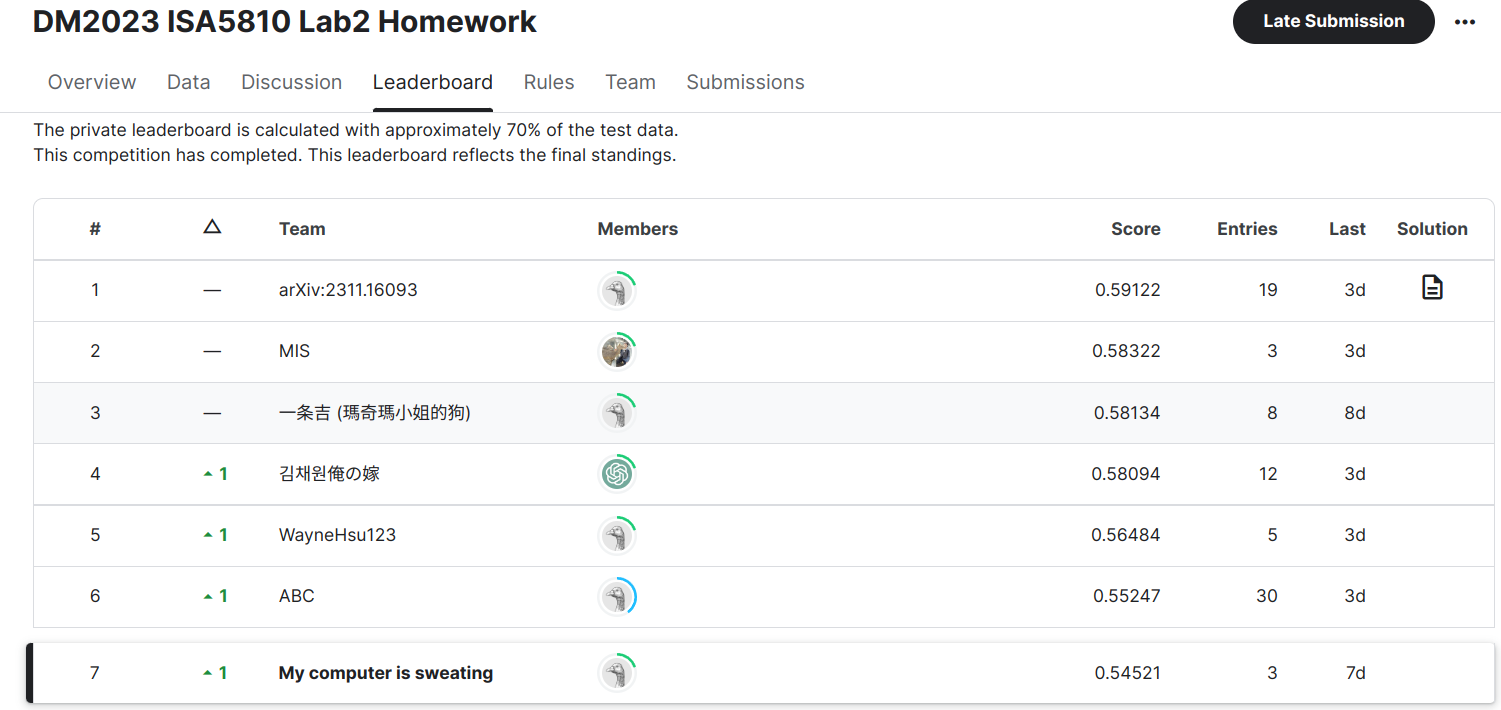 DM2023 ISA5810 Lab2 Homework
Late Submission
Overview Data Discussion Leaderboard Rules Team Submissions
The private leaderboard is calculated with approximately 70% of the test data.
This competition has completed. This leaderboard reflects the final standings.
# △ Team Members Score Entries Last Solution
1 — arXiv:2311.16093 0.59122 19 3d
2 — MIS 0.58322 3 3d
3 — 一条吉 (瑪奇瑪小姐的狗) 0.58134 8 8d
4 1 김채원俺の嫁 0.58094 12 3d
5 1 WayneHsu123 0.56484 5 3d
6 1 ABC 0.55247 30 3d
7 1 My computer is sweating 0.54521 3 7d